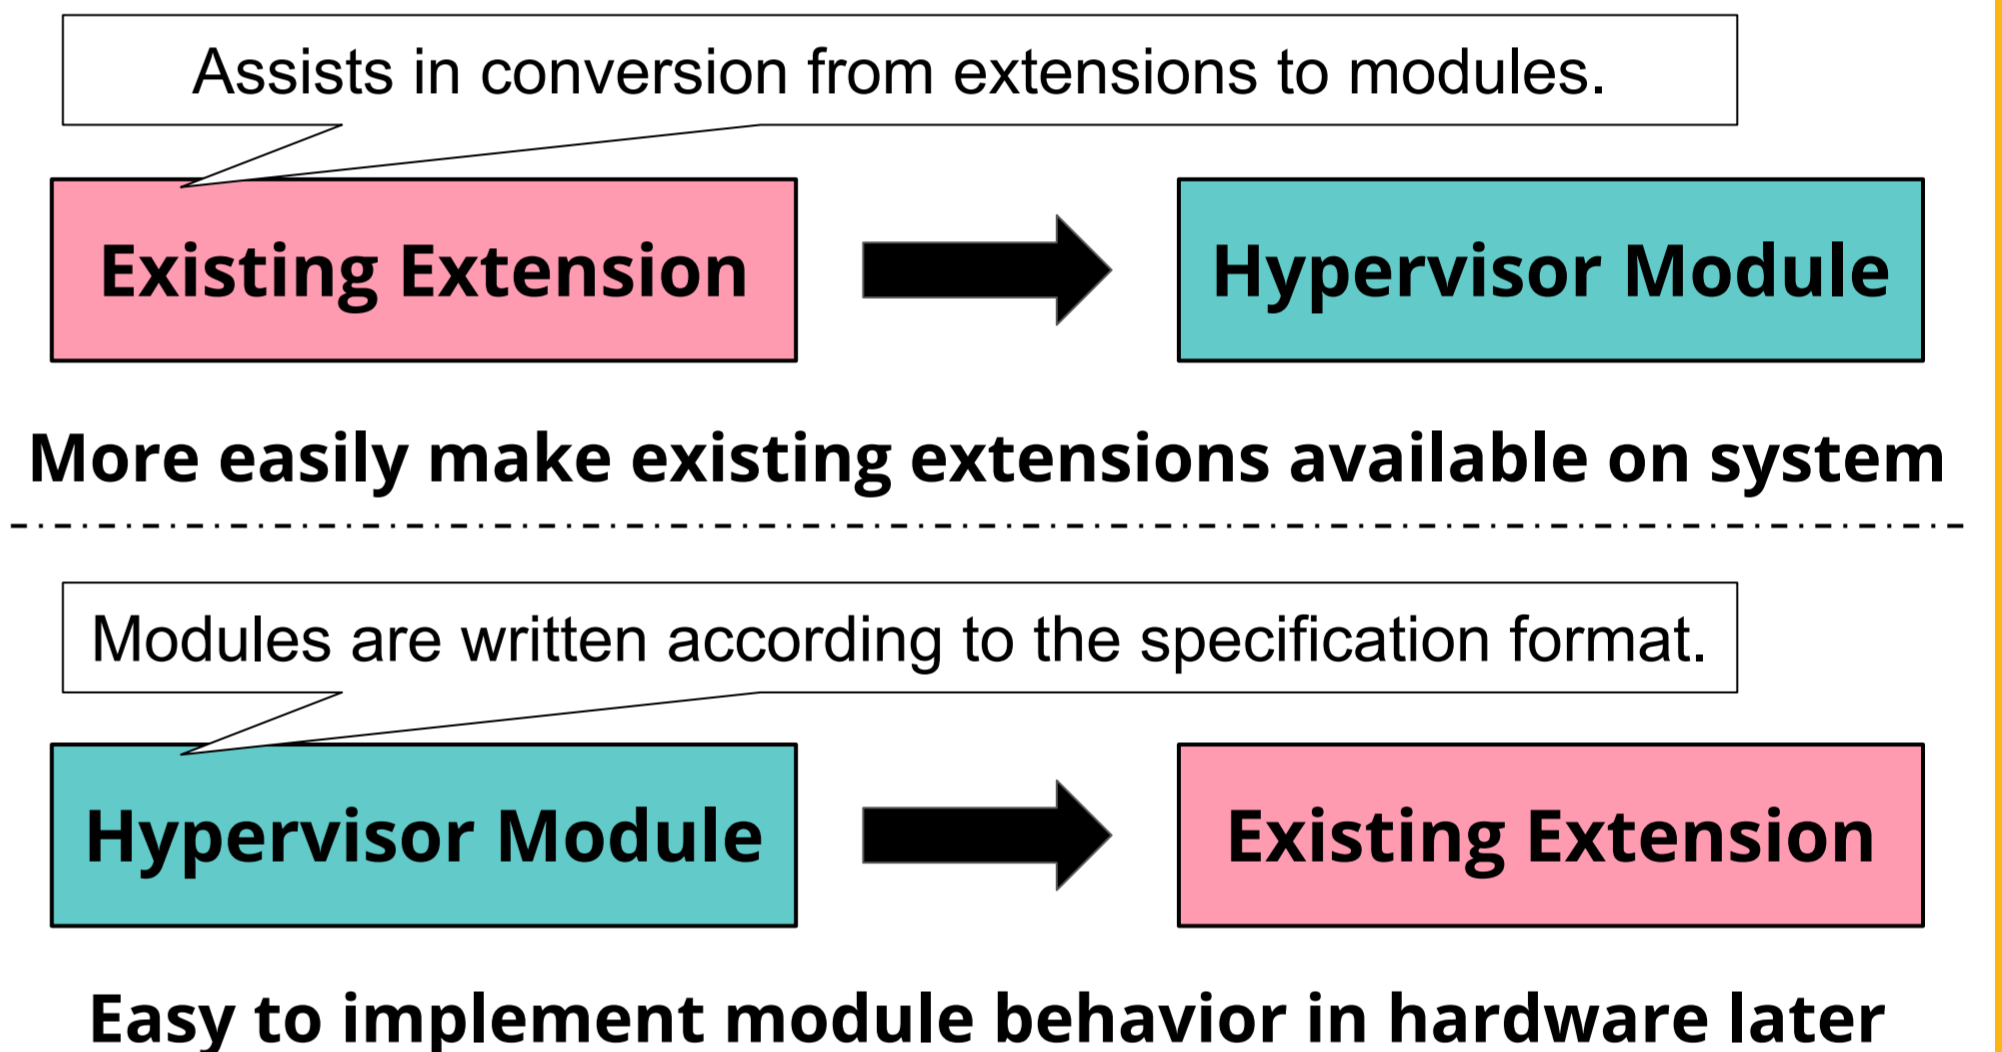 Assists in conversion from extensions to modules.
Existing Extension
Hypervisor Module
More easily make existing extensions available on system
Modules are written according to the specification format.
Hypervisor Module
Existing Extension
Easy to implement module behavior in hardware later